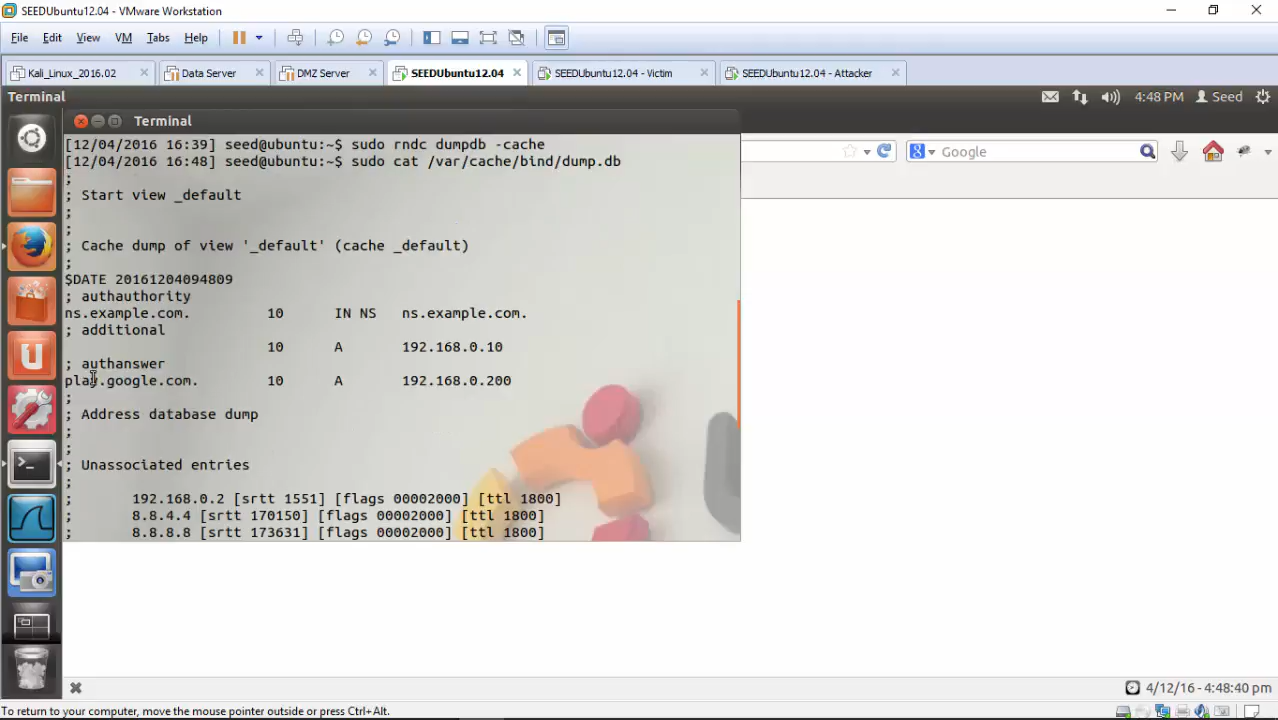 SEEDUbuntu12.04 - VMware Workstation
File Edit View VM Tabs Help
Kali_Linux_2016.02 Data Server DMZ Server SEEDUbuntu12.04 SEEDUbuntu12.04 - Victim SEEDUbuntu12.04 - Attacker
Terminal 4:48 PM Seed
Terminal
Google
[12/04/2016 16:39] seed@ubuntu:~$ sudo rndc dumpdb -cache
[12/04/2016 16:48] seed@ubuntu:~$ sudo cat /var/cache/bind/dump.db
;
; Start view _default
;
;
; Cache dump of view '_default' (cache _default)
;
$DATE 20161204094809
; authauthority
ns.example.com. 10 IN NS ns.example.com.
; additional
10 A 192.168.0.10
; authanswer
play.google.com. 10 A 192.168.0.200
;
; Address database dump
;
;
; Unassociated entries
;
; 192.168.0.2 [srtt 1551] [flags 00002000] [ttl 1800]
; 8.8.4.4 [srtt 170150] [flags 00002000] [ttl 1800]
; 8.8.8.8 [srtt 173631] [flags 00002000] [ttl 1800]
4/12/16 - 4:48:40 pm
To return to your computer, move the mouse pointer outside or press Ctrl+Alt.